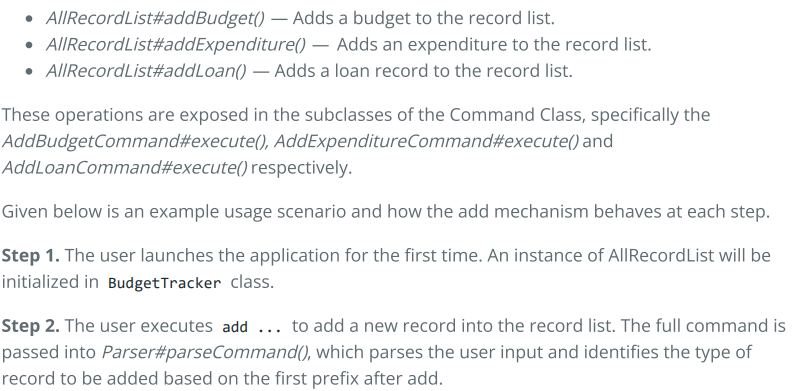 • AllRecordList#addBudget() — Adds a budget to the record list.
• AllRecordList#addExpenditure() — Adds an expenditure to the record list.
• AllRecordList#addLoan() — Adds a loan record to the record list.
These operations are exposed in the subclasses of the Command Class, specifically the
AddBudgetCommand#execute(), AddExpenditureCommand#execute() and
AddLoanCommand#execute() respectively.
Given below is an example usage scenario and how the add mechanism behaves at each step.
Step 1. The user launches the application for the first time. An instance of AllRecordList will be
initialized in BudgetTracker class.
Step 2. The user executes add ... to add a new record into the record list. The full command is
passed into Parser#parseCommand(), which parses the user input and identifies the type of
record to be added based on the first prefix after add.